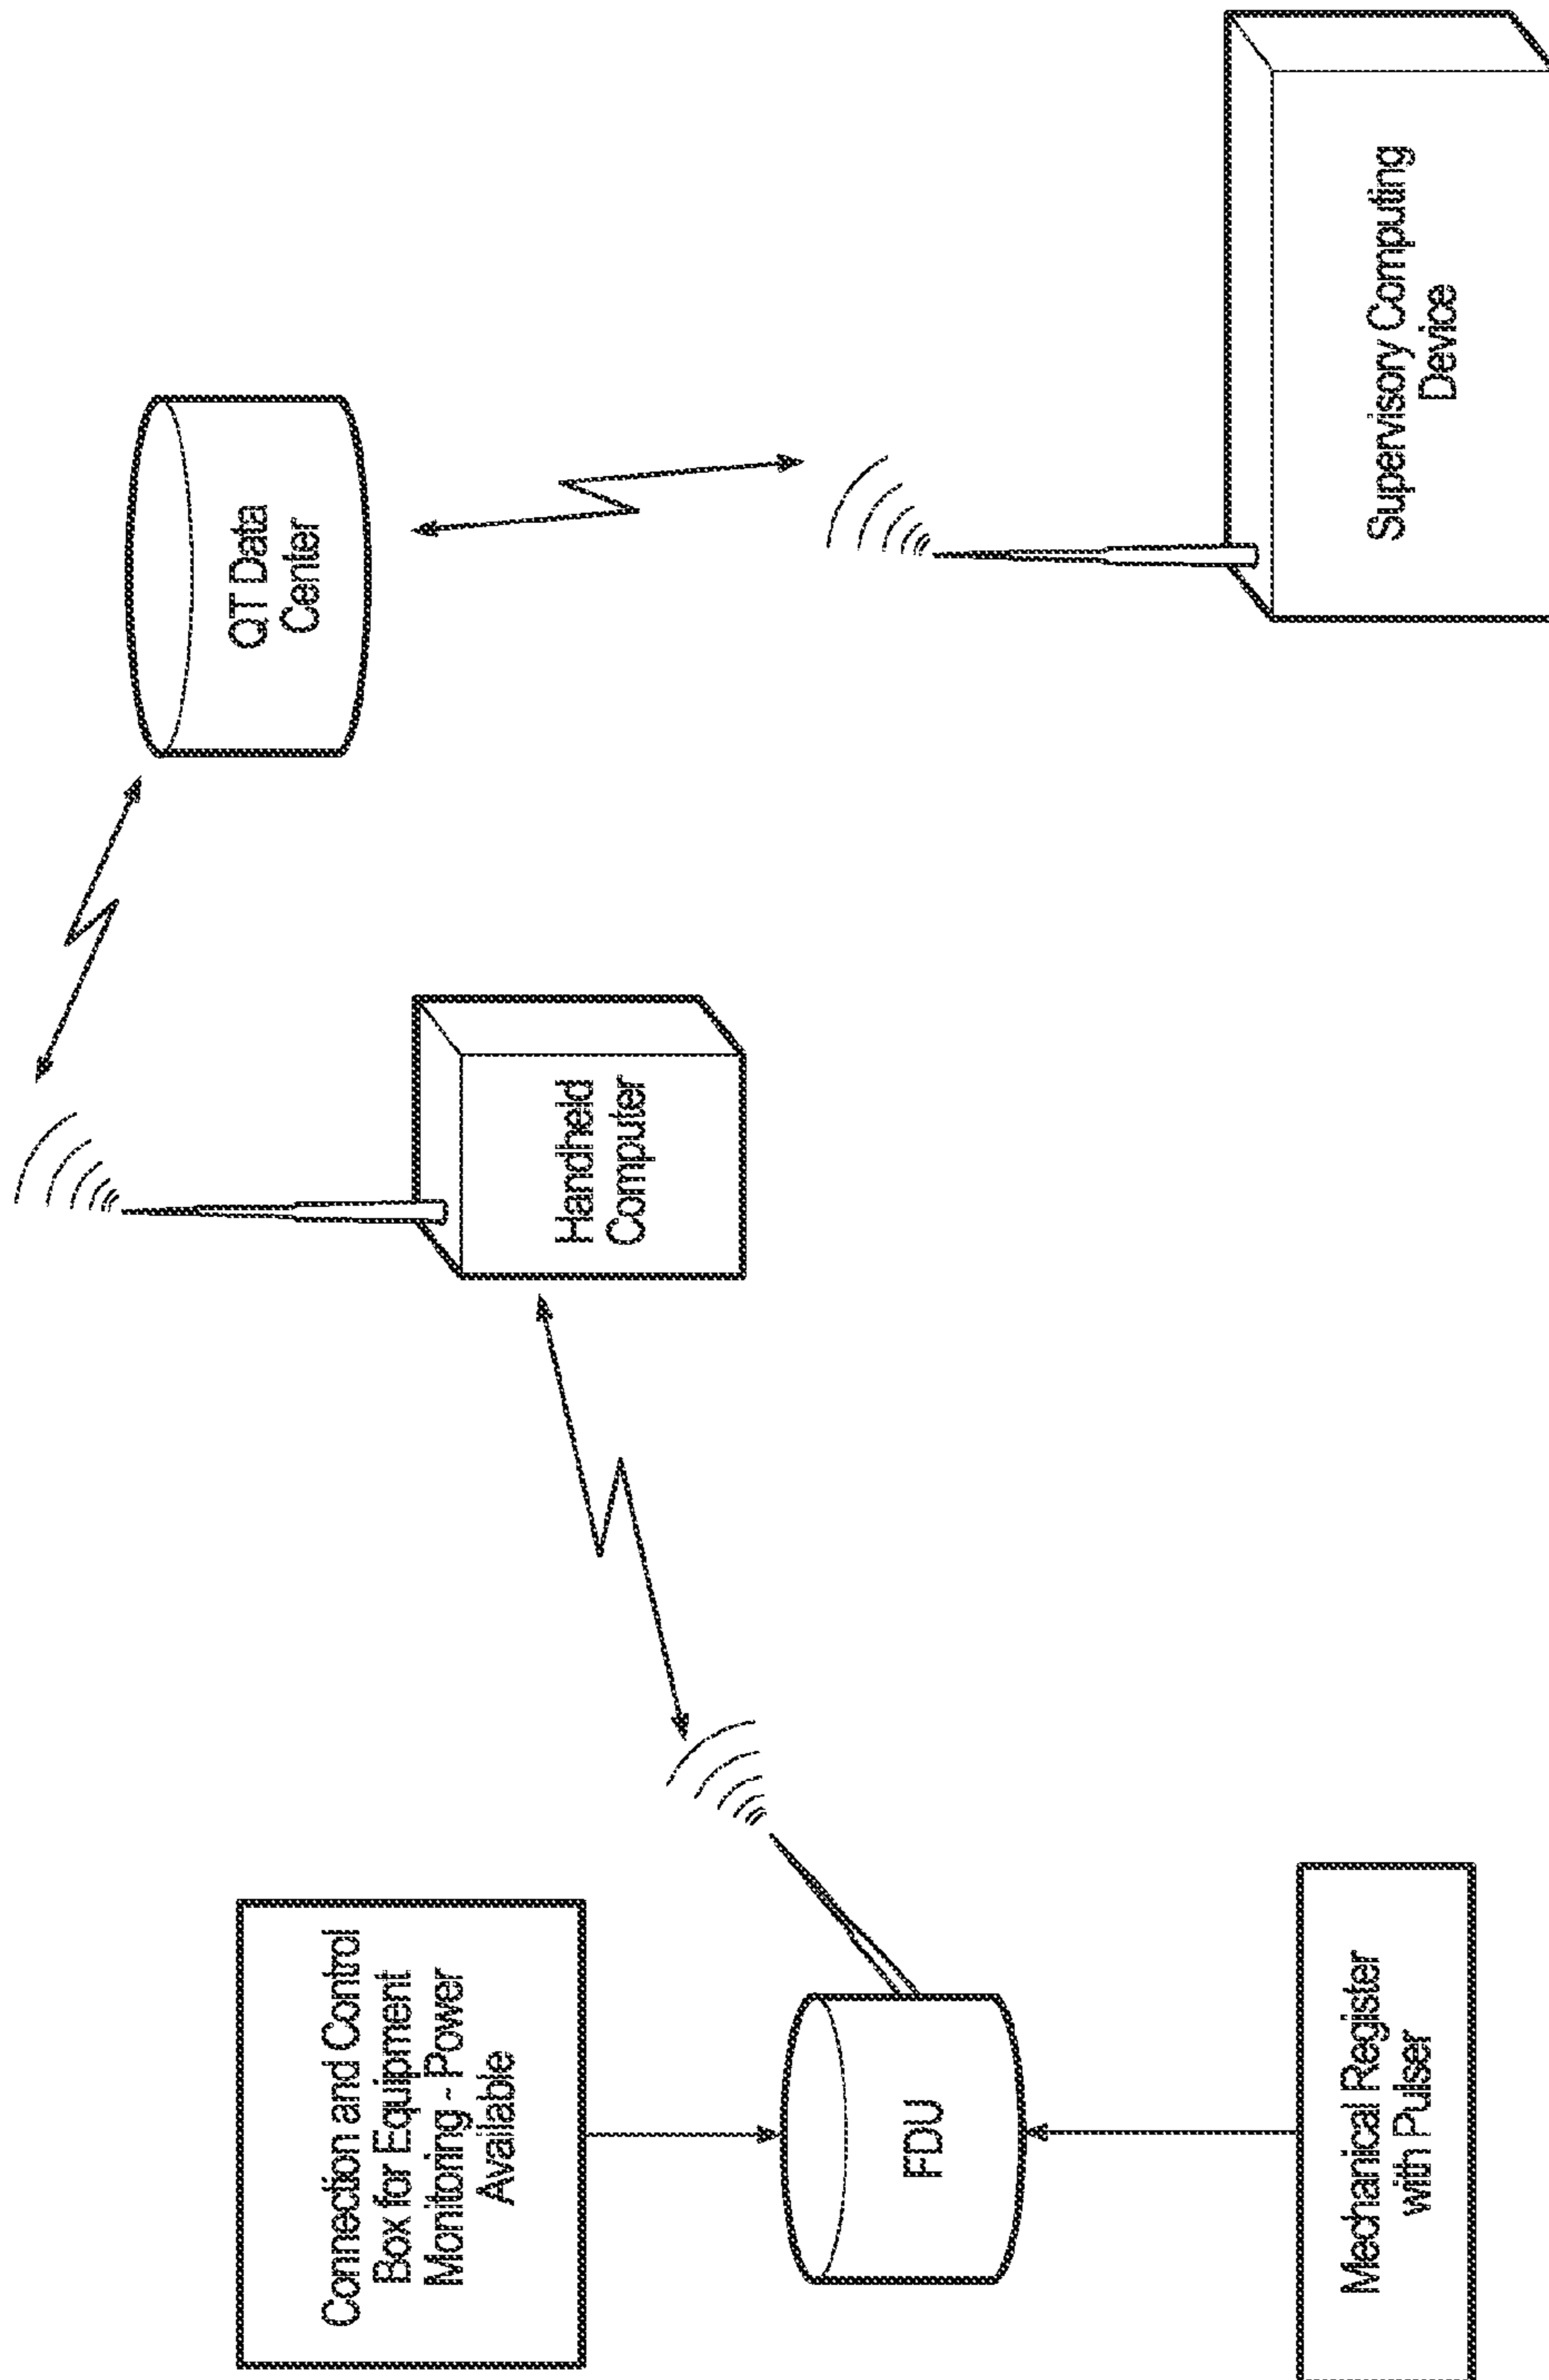 Connection and Control
Box for Equipment
Monitoring - Power
Available
FDU
Mechanical Register
with Pulser
Handheld
Computer
QT Data
Center
Supervisory Computing
Device